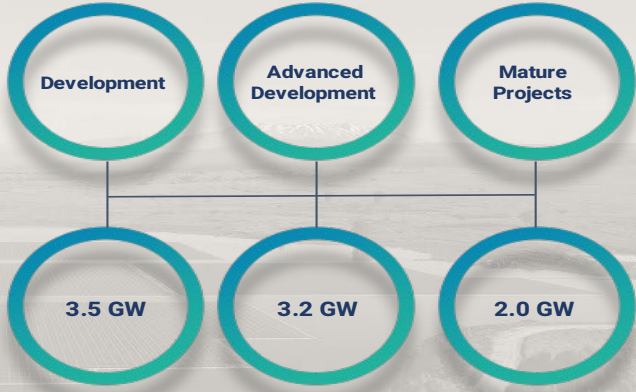 Development
Advanced
Development
Mature
Projects
3.5 GW
3.2 GW
2.0 GW